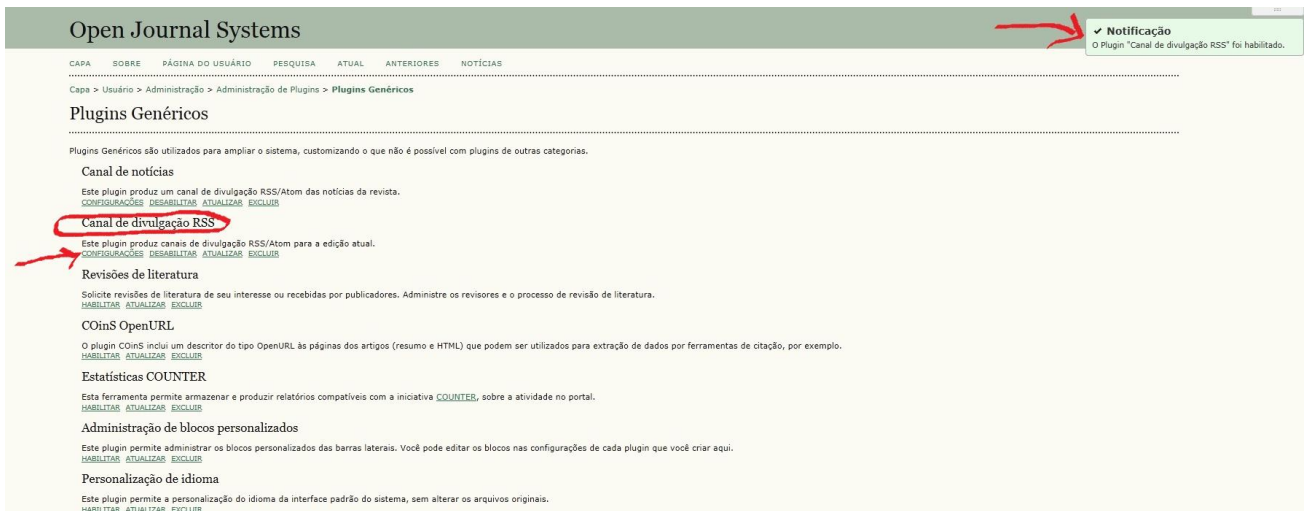 Open Journal Systems
✔ Notificação
O Plugin "Canal de divulgação RSS" foi habilitado.
CAPA SOBRE PÁGINA DO USUÁRIO PESQUISA ATUAL ANTERIORES NOTÍCIAS
Capa > Usuário > Administração > Administração de Plugins > Plugins Genéricos
Plugins Genéricos
Plugins Genéricos são utilizados para ampliar o sistema, customizando o que não é possível com plugins de outras categorias.
Canal de notícias
Este plugin produz um canal de divulgação RSS/Atom das notícias da revista.
CONFIGURAÇÕES DESABILITAR ATUALIZAR EXCLUIR
Canal de divulgação RSS
Este plugin produz canais de divulgação RSS/Atom para a edição atual.
CONFIGURAÇÕES DESABILITAR ATUALIZAR EXCLUIR
Revisões de literatura
Solicite revisões de literatura de seu interesse ou recebidas por publicadores. Administre os revisores e o processo de revisão de literatura.
HABILITAR ATUALIZAR EXCLUIR
COinS OpenURL
O plugin COinS inclui um descritor do tipo OpenURL às páginas dos artigos (resumo e HTML) que podem ser utilizados para extração de dados por ferramentas de citação, por exemplo.
HABILITAR ATUALIZAR EXCLUIR
Estatísticas COUNTER
Esta ferramenta permite armazenar e produzir relatórios compatíveis com a iniciativa COUNTER, sobre a atividade no portal.
HABILITAR ATUALIZAR EXCLUIR
Administração de blocos personalizados
Este plugin permite administrar os blocos personalizados das barras laterais. Você pode editar os blocos nas configurações de cada plugin que você criar aqui.
HABILITAR ATUALIZAR EXCLUIR
Personalização de idioma
Este plugin permite a personalização do idioma da interface padrão do sistema, sem alterar os arquivos originais.
HABILITAR ATUALIZAR EXCLUIR